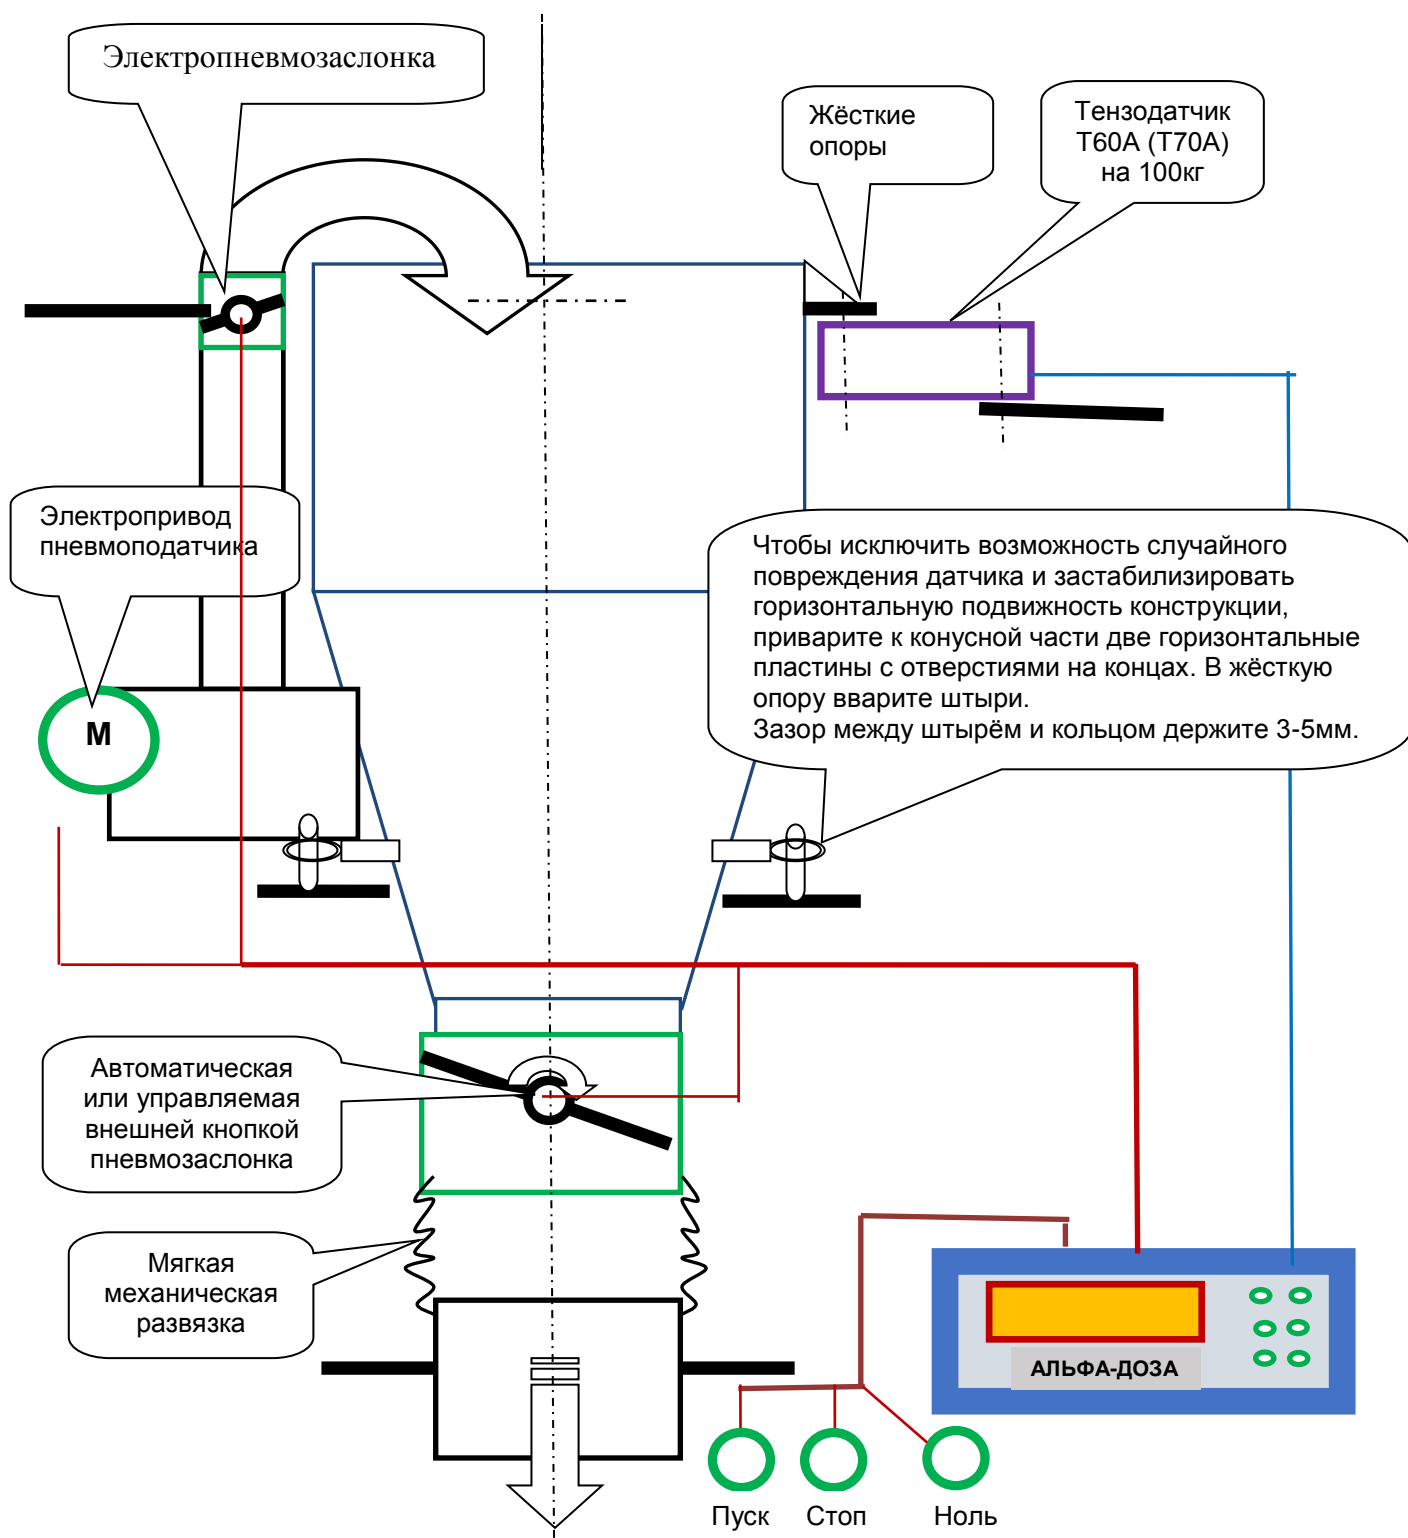 Электропневмозаслонка
Жёсткие
опоры
Тензодатчик
Т60А (Т70А)
на 100кг
Электропривод
пневмоподатчика
Чтобы исключить возможность случайного
повреждения датчика и застабилизировать
горизонтальную подвижность конструкции,
приварите к конусной части две горизонтальные
пластины с отверстиями на концах. В жёсткую
опору вварите штыри.
Зазор между штырём и кольцом держите 3-5мм.
М
Автоматическая
или управляемая
внешней кнопкой
пневмозаслонка
Мягкая
механическая
развязка
АЛЬФА-ДОЗА
Пуск
Стоп
Ноль